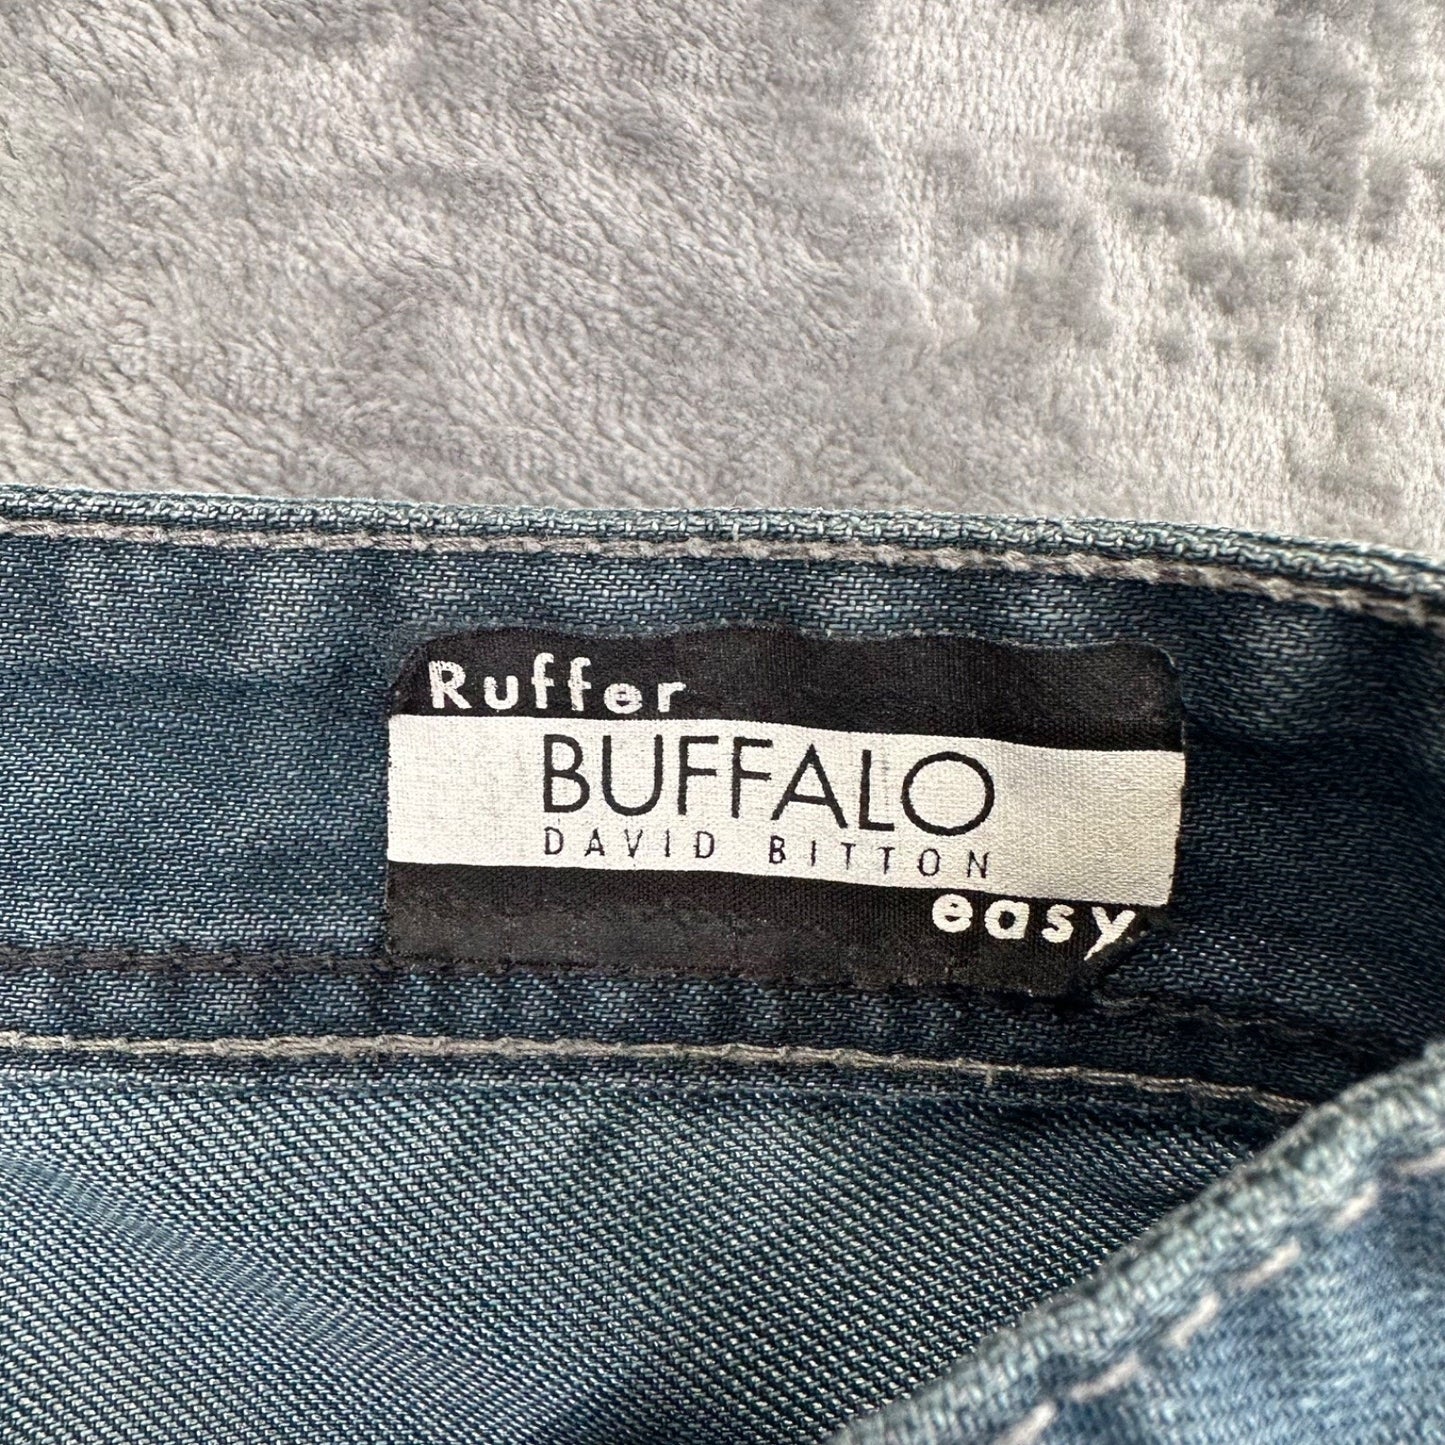 Ruffer
BUFFALO
DAVID BITTON
easy